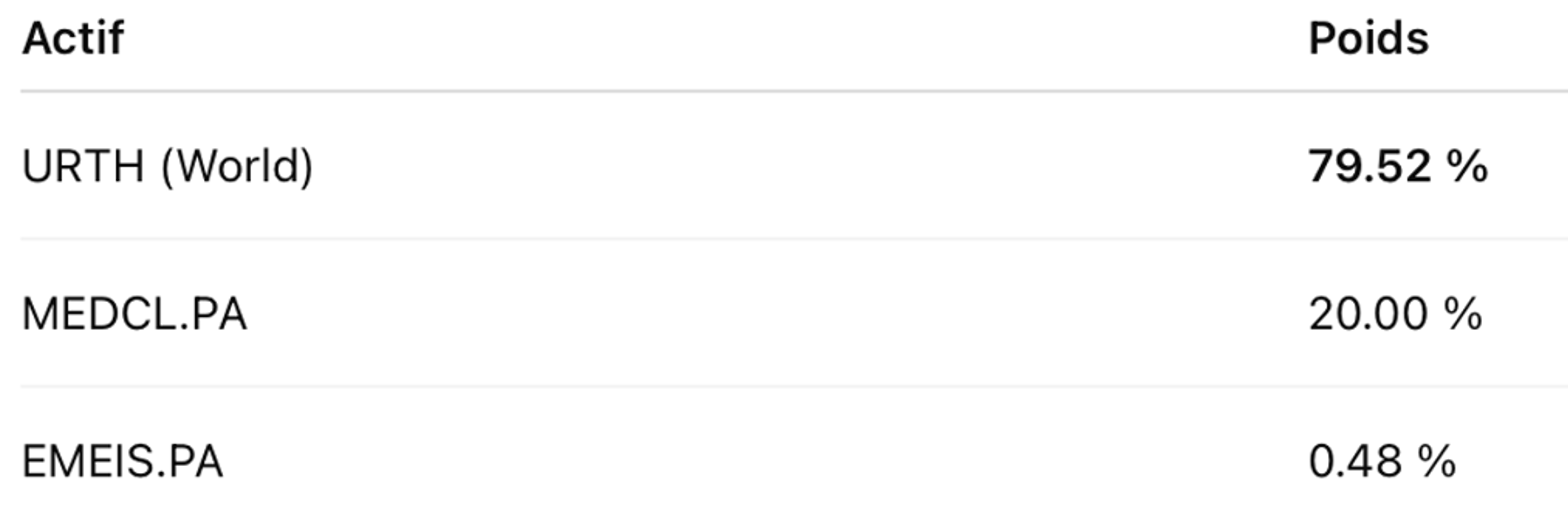 Actif Poids
URTH (World) 79.52 %
MEDCL.PA 20.00 %
EMEIS.PA 0.48 %